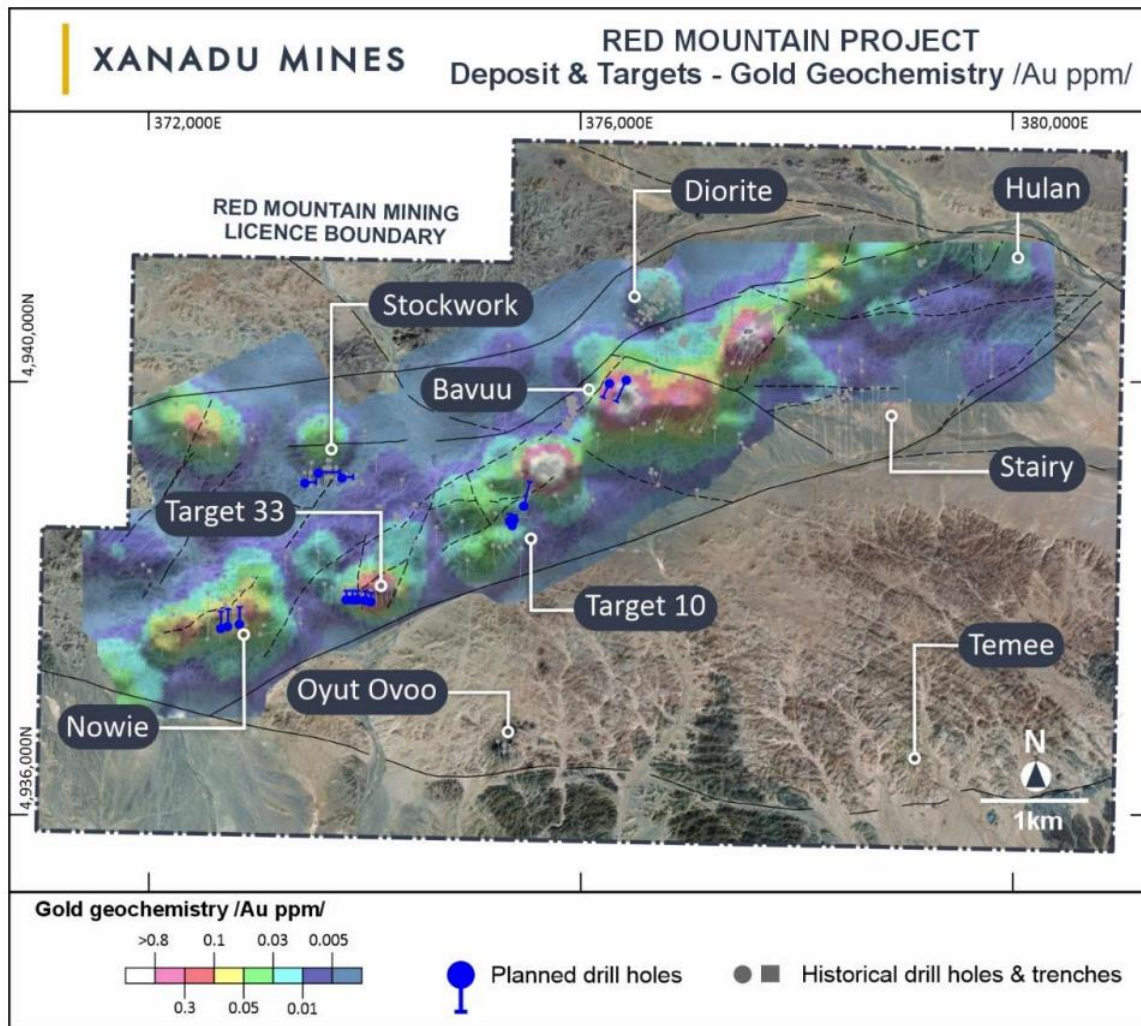 XANADU MINES
RED MOUNTAIN PROJECT
Deposit & Targets - Gold Geochemistry /Au ppm/
372,000E
376,000E
380,000E
Diorite
Hulan
RED MOUNTAIN MINING
LICENCE BOUNDARY
Stockwork
4,940,000N
Bavuu
Stairy
Target 33
Target 10
Temee
Oyut Ovoo
Nowie
4,936,000N
N
1km
Gold geochemistry /Au ppm/
>0.8
0.1
0.03
0.005
0.3
0.05
0.01
Planned drill holes
Historical drill holes & trenches